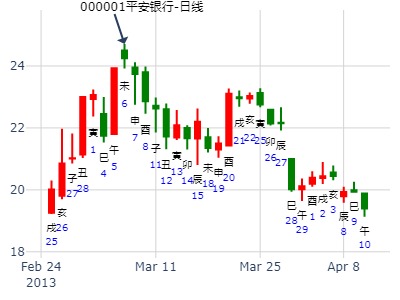 000001平安银行-日线
24
22
20
18
戌
25
亥
26
子
27
丑
28
寅
1
巳
4
午
5
未
6
申
7
酉
8
子
11
丑
12
寅
13
卯
14
辰
15
未
18
申
19
酉
20
戌
21
亥
22
寅
25
卯
26
辰
27
巳
28
午
29
酉
1
戌
2
亥
3
辰
8
巳
9
午
10
Feb 24
2013
Mar 11
Mar 25
Apr 8